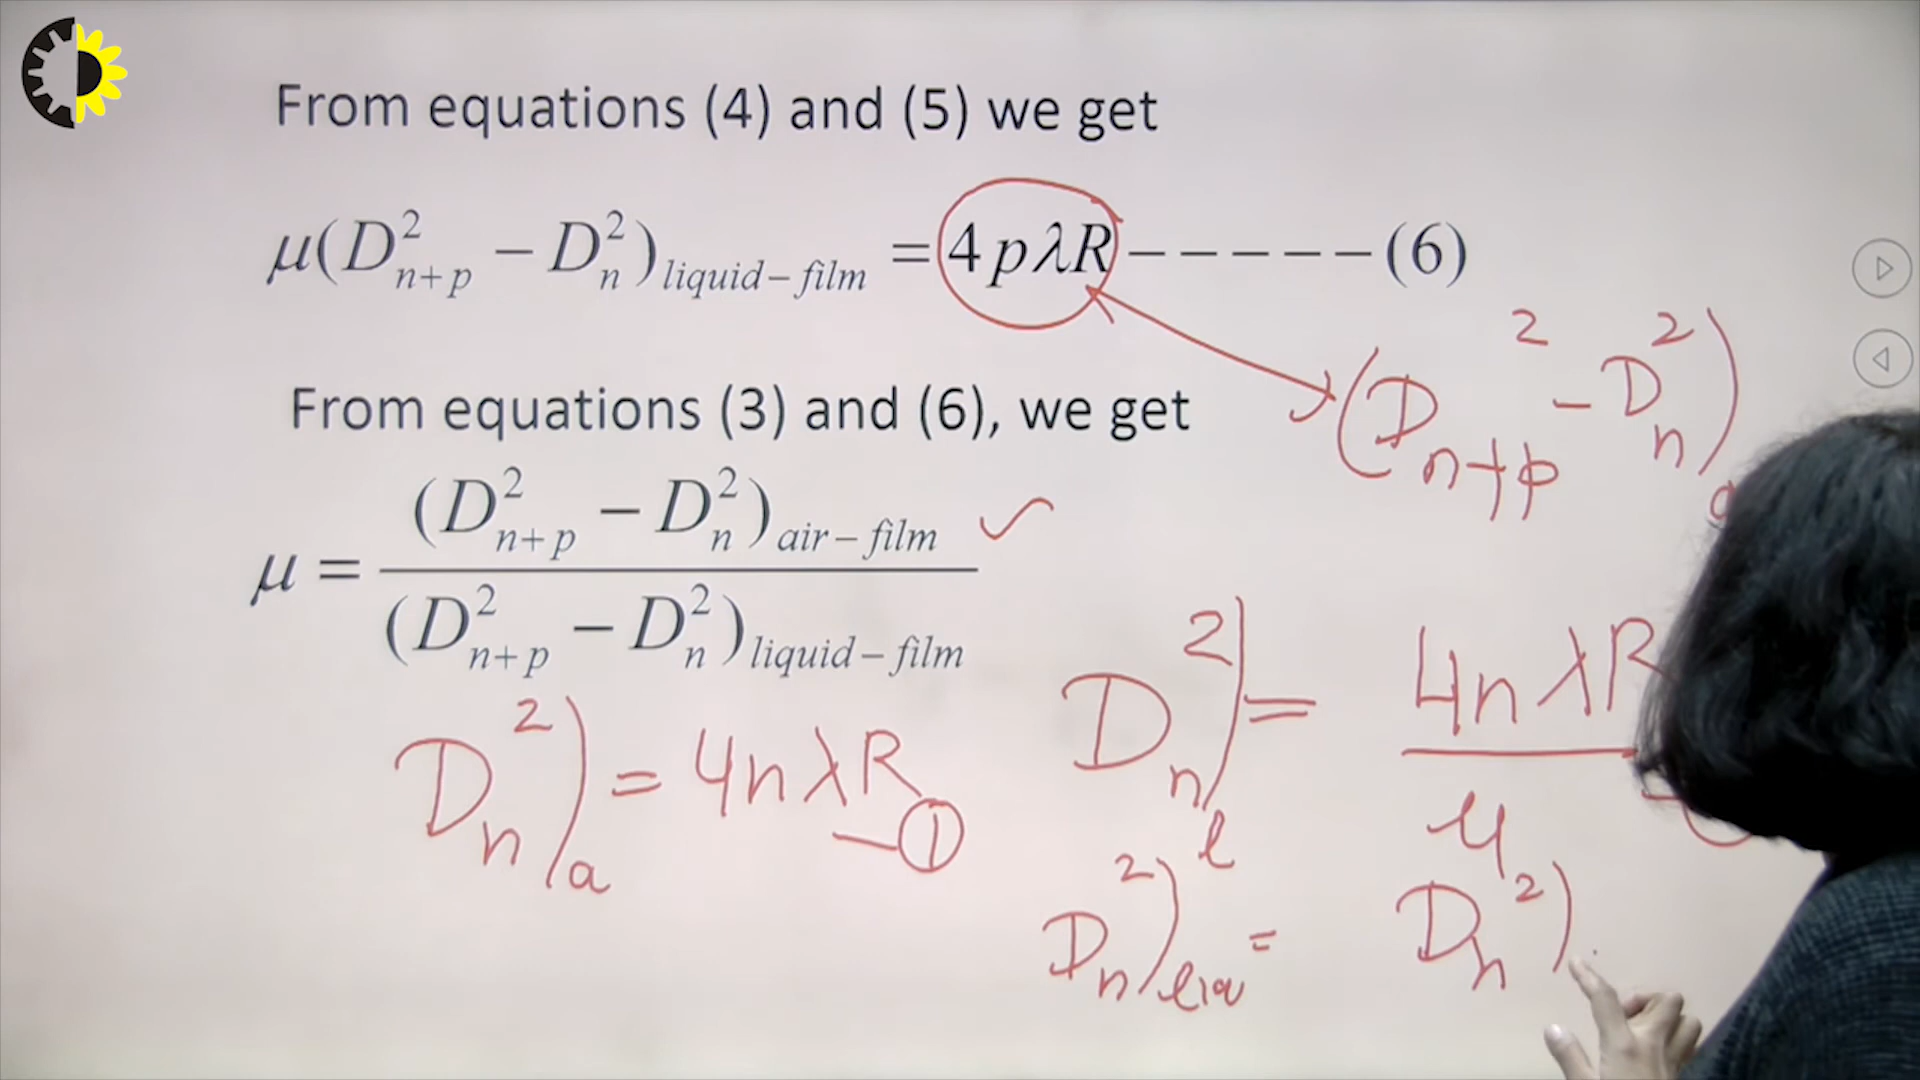 From equations (4) and (5) we get
μ(D²ₙ₊ₚ − D²ₙ)liquid−film = 4pλR − − − − − (6)
(Dₙ₊ₚ² − Dₙ²)
From equations (3) and (6), we get
μ = (D²ₙ₊ₚ − D²ₙ)air−film / (D²ₙ₊ₚ − D²ₙ)liquid−film
Dₙ²)a = 4nλR —①
Dₙ²)l = 4nλR / μ
Dₙ²)liq = Dₙ²)